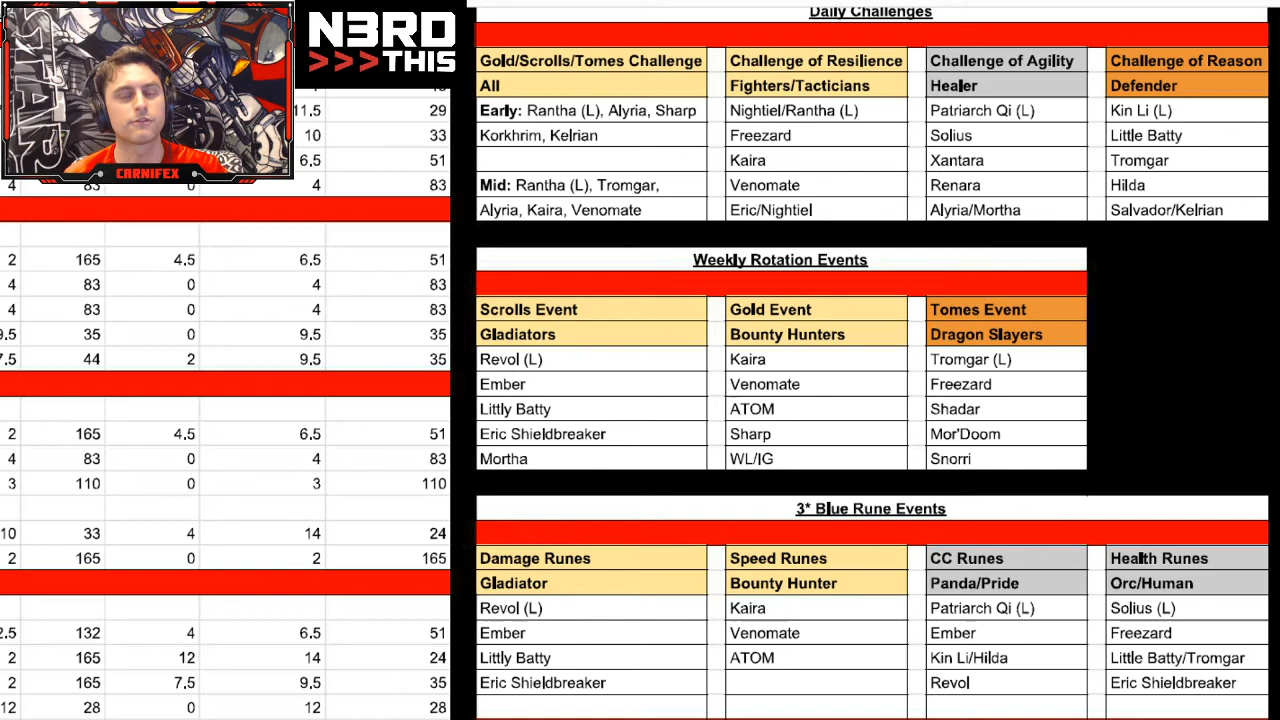 N3RD
>>> THIS
CARNIFEX
11.5 29
10 33
6.5 51
4 83 0 4 83
2 165 4.5 6.5 51
4 83 0 4 83
4 83 0 4 83
9.5 35 0 9.5 35
7.5 44 2 9.5 35
2 165 4.5 6.5 51
4 83 0 4 83
3 110 0 3 110
10 33 4 14 24
2 165 0 2 165
2.5 132 4 6.5 51
2 165 12 14 24
2 165 7.5 9.5 35
12 28 0 12 28
Daily Challenges
Gold/Scrolls/Tomes Challenge Challenge of Resilience Challenge of Agility Challenge of Reason
All Fighters/Tacticians Healer Defender
Early: Rantha (L), Alyria, Sharp Nightiel/Rantha (L) Patriarch Qi (L) Kin Li (L)
Korkhrim, Kelrian Freezard Solius Little Batty
Kaira Xantara Tromgar
Mid: Rantha (L), Tromgar, Venomate Renara Hilda
Alyria, Kaira, Venomate Eric/Nightiel Alyria/Mortha Salvador/Kelrian
Weekly Rotation Events
Scrolls Event Gold Event Tomes Event
Gladiators Bounty Hunters Dragon Slayers
Revol (L) Kaira Tromgar (L)
Ember Venomate Freezard
Littly Batty ATOM Shadar
Eric Shieldbreaker Sharp Mor'Doom
Mortha WL/IG Snorri
3* Blue Rune Events
Damage Runes Speed Runes CC Runes Health Runes
Gladiator Bounty Hunter Panda/Pride Orc/Human
Revol (L) Kaira Patriarch Qi (L) Solius (L)
Ember Venomate Ember Freezard
Littly Batty ATOM Kin Li/Hilda Little Batty/Tromgar
Eric Shieldbreaker Revol Eric Shieldbreaker